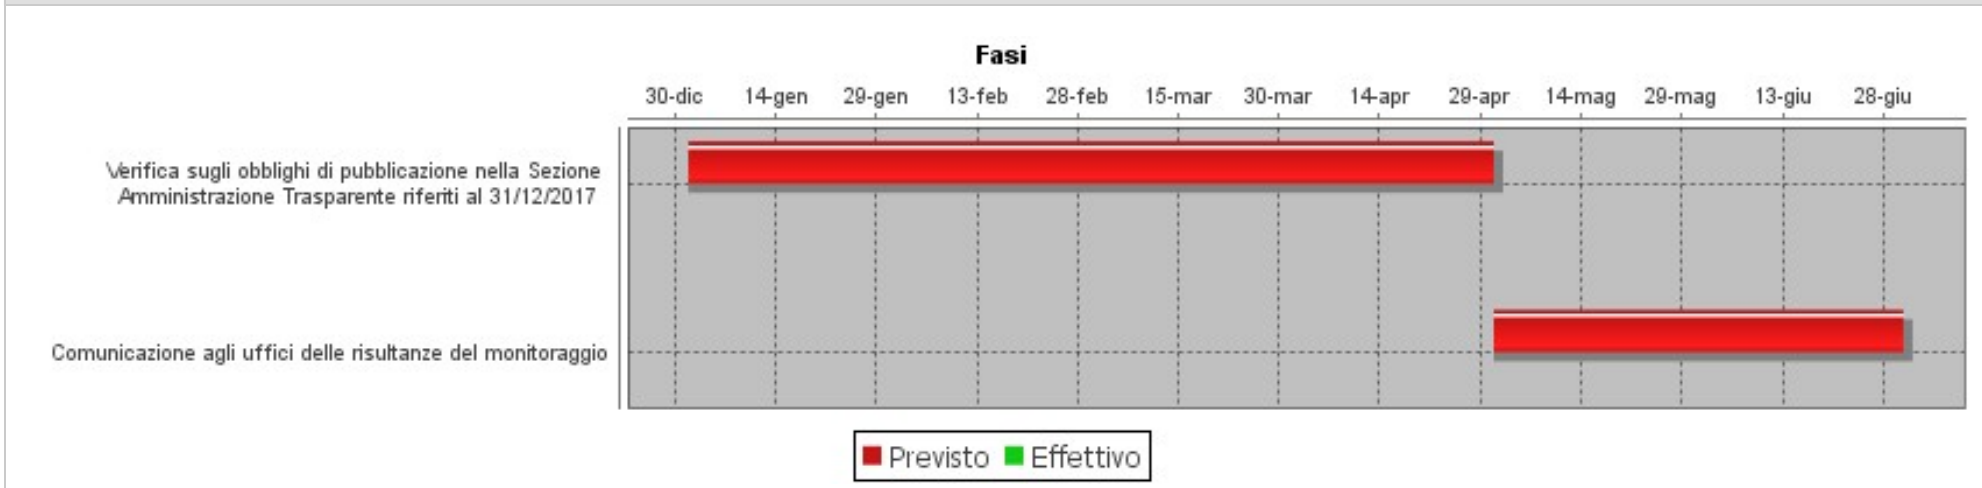 Fasi
30-dic 14-gen 29-gen 13-feb 28-feb 15-mar 30-mar 14-apr 29-apr 14-mag 29-mag 13-giu 28-giu
Verifica sugli obblighi di pubblicazione nella Sezione
Amministrazione Trasparente riferiti al 31/12/2017
Comunicazione agli uffici delle risultanze del monitoraggio
Previsto Effettivo